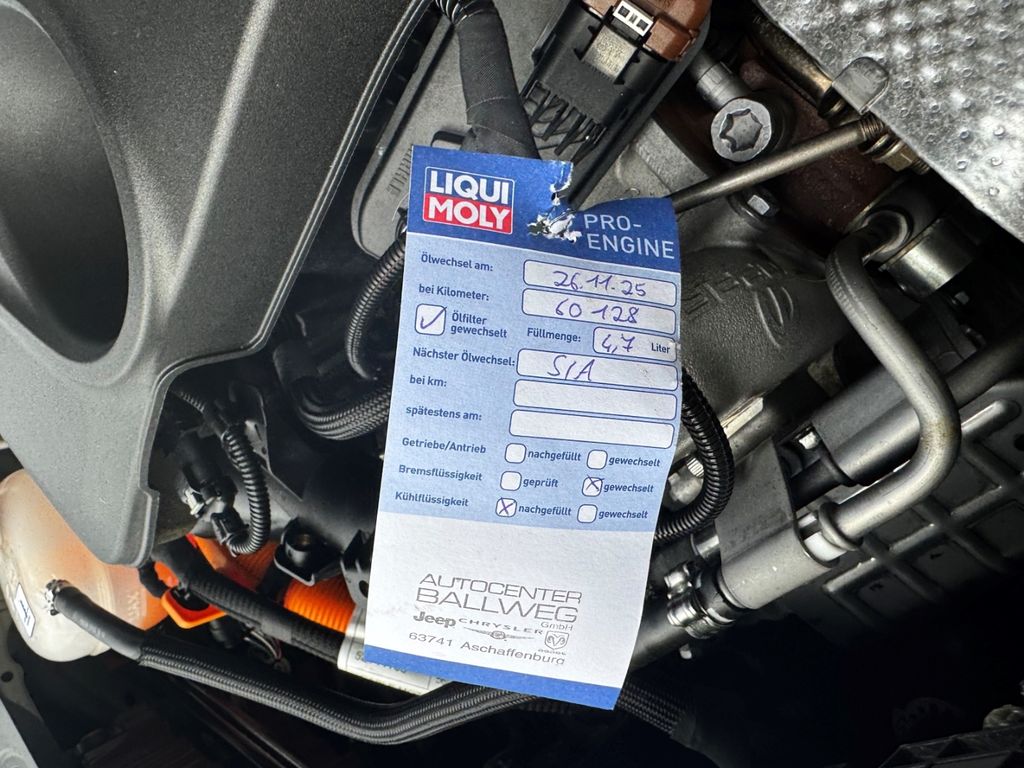 LIQUI
MOLY
PRO-
ENGINE
Ölwechsel am: 26.11.25
bei Kilometer: 60 128
Ölfilter
gewechselt
Füllmenge: 4,7 Liter
Nächster Ölwechsel: S/A
bei km:
spätestens am:
Getriebe/Antrieb nachgefüllt gewechselt
Bremsflüssigkeit geprüft gewechselt
Kühlflüssigkeit nachgefüllt gewechselt
AUTOCENTER
BALLWEG
GmbH
Jeep CHRYSLER
63741 Aschaffenburg